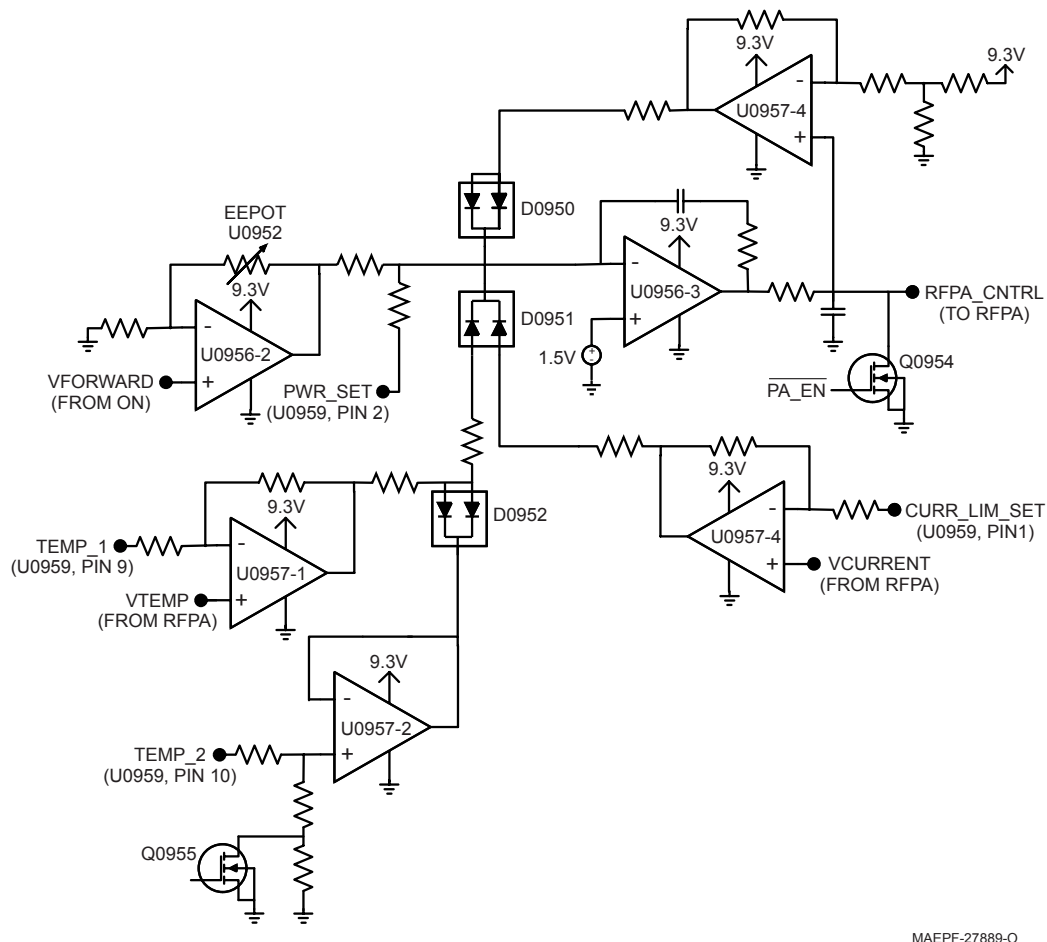 9.3V
9.3V
-
U0957-4
+
D0950
EEPOT
U0952
9.3V
9.3V
-
U0956-3
+
RFPA_CNTRL
(TO RFPA)
-
U0956-2
+
D0951
1.5V
+
-
Q0954
VFORWARD
(FROM ON)
PWR_SET
(U0959, PIN 2)
PA_EN
9.3V
9.3V
D0952
-
U0957-4
+
CURR_LIM_SET
(U0959, PIN1)
TEMP_1
(U0959, PIN 9)
-
U0957-1
+
VCURRENT
(FROM RFPA)
VTEMP
(FROM RFPA)
9.3V
-
U0957-2
+
TEMP_2
(U0959, PIN 10)
Q0955
MAEPF-27889-O